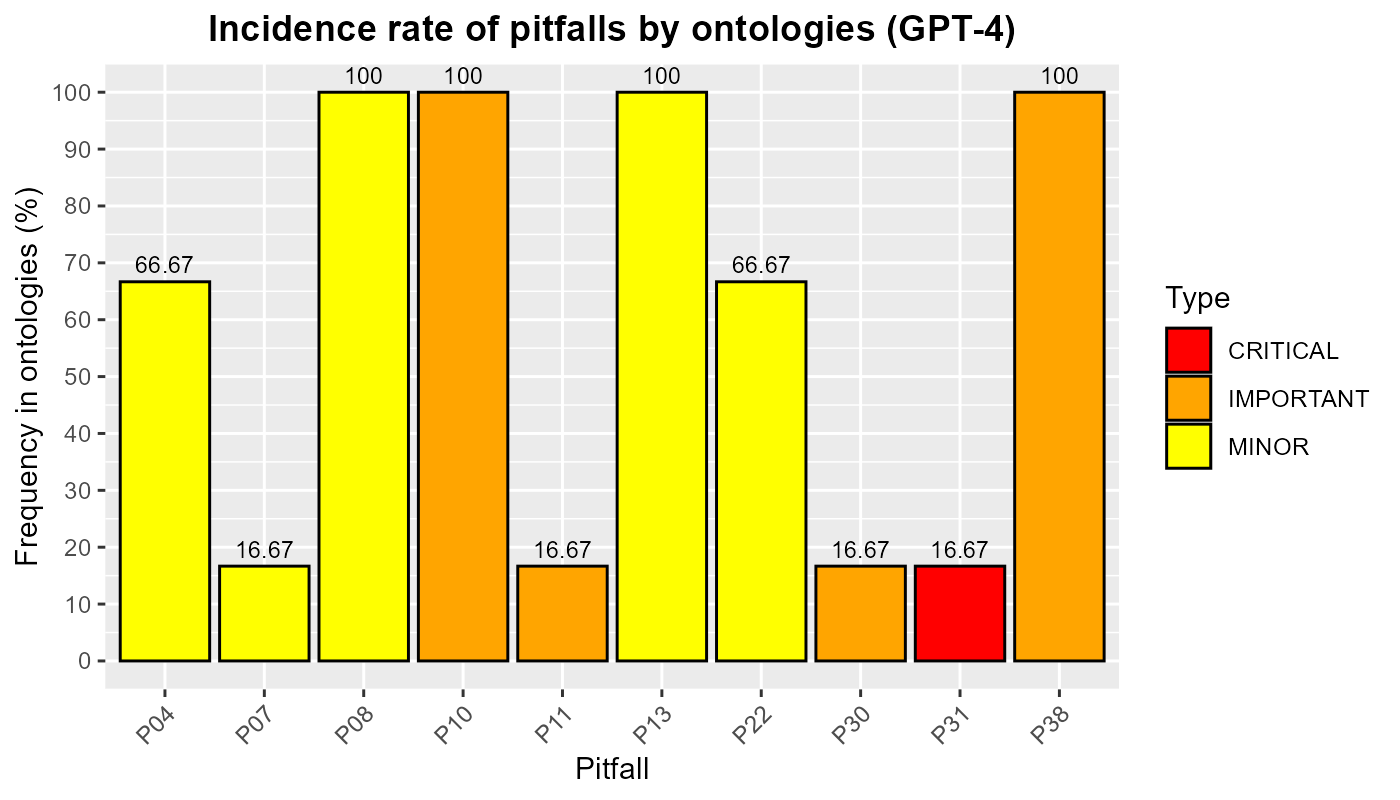 Incidence rate of pitfalls by ontologies (GPT-4)
100 100 100 100
66.67 66.67
16.67 16.67 16.67 16.67
Frequency in ontologies (%)
100
90
80
70
60
50
40
30
20
10
0
P04 P07 P08 P10 P11 P13 P22 P30 P31 P38
Pitfall
Type
CRITICAL
IMPORTANT
MINOR